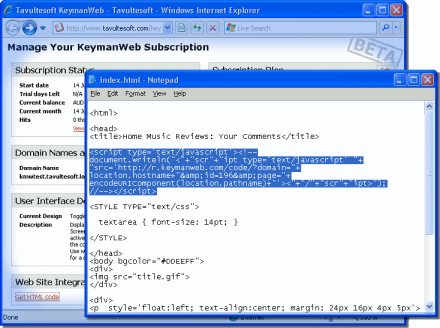 Tavultesoft KeymanWeb - Tavultesoft - Windows Internet Explorer
http://www.tavultesoft.com/key
Live Search
Manage Your KeymanWeb Subscription
BETA
Subscription
Start date 14
Trial days Left N/A
Current balance AUD
Current month 14
Hits 0
Domain Names a
Domain Name
kmwtest.tavultesoft.
User Interface
Current Design
Description
Web Site Integra
Get HTML code
Done
index.html - Notepad
File Edit Format View Help
<html>
<head>
<title>Home Music Reviews: Your Comments</title>
<script type='text/javascript'><!--
document.writeln("<"+"scr"+"ipt type='text/javascript' "+
"src='http://r.keymanweb.com/code/?domain="+
location.hostname+"&amp;id=196&amp;page="+
encodeURIComponent(location.pathname)+"'><"+"/"+"scr"+"ipt>");
//--></script>
<STYLE TYPE="text/css">
textarea { font-size: 14pt; }
</STYLE>
</head>
<body bgcolor="#DDEEFF">
<div>
<img src="title.gif">
</div>
<div>
<p style='float:left; text-align:center; margin: 24px 16px 4px 5px'>